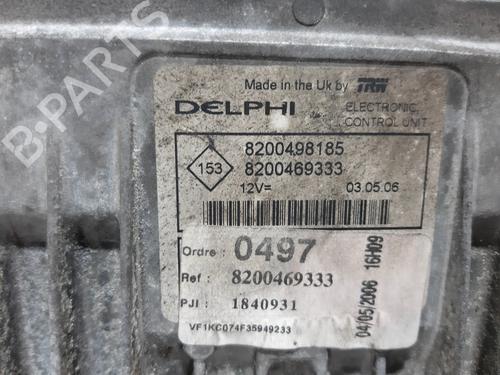 B-PARTS
Made in the Uk by TRW
DELPHI ELECTRONIC CONTROL UNIT
153
8200498185
8200469333
12V= 03.05.06
Ordre : 0497
Ref : 8200469333
PJI : 1840931
VF1KC074F35949233
04/05/2006 16H09